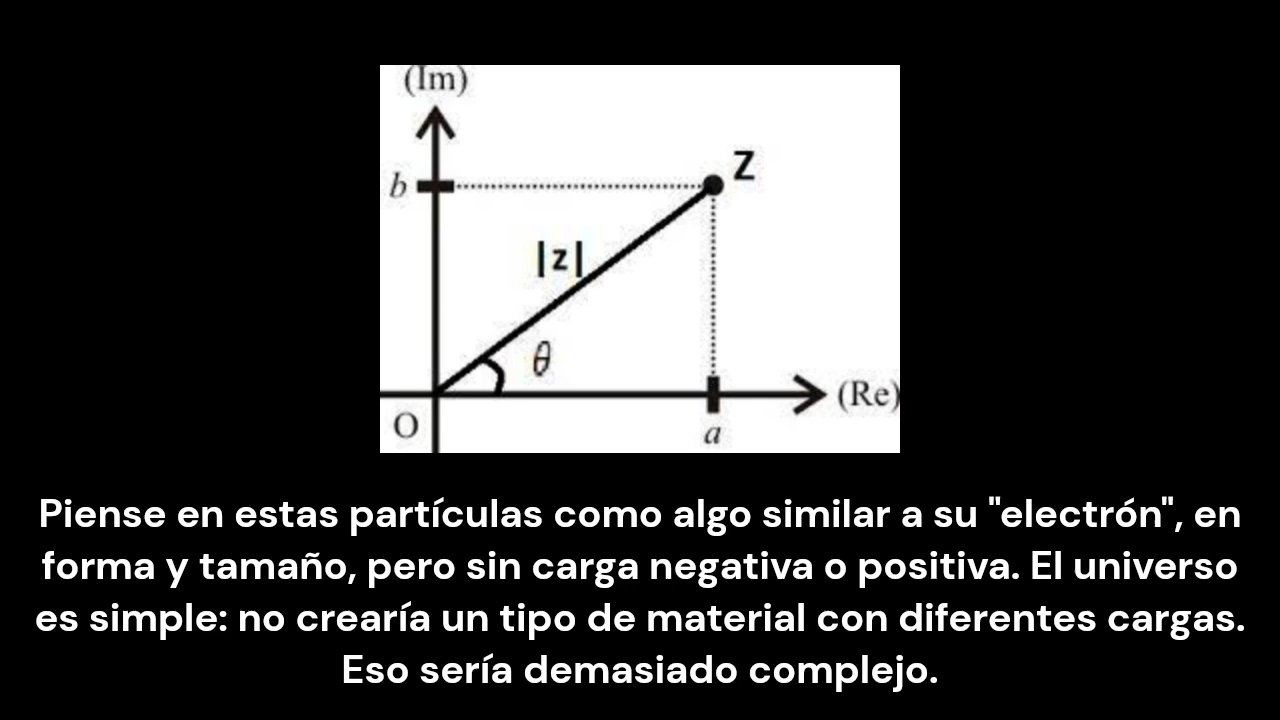 (Im)
b
Z
|z|
θ
O
a
(Re)
Piense en estas partículas como algo similar a su "electrón", en
forma y tamaño, pero sin carga negativa o positiva. El universo
es simple: no crearía un tipo de material con diferentes cargas.
Eso sería demasiado complejo.